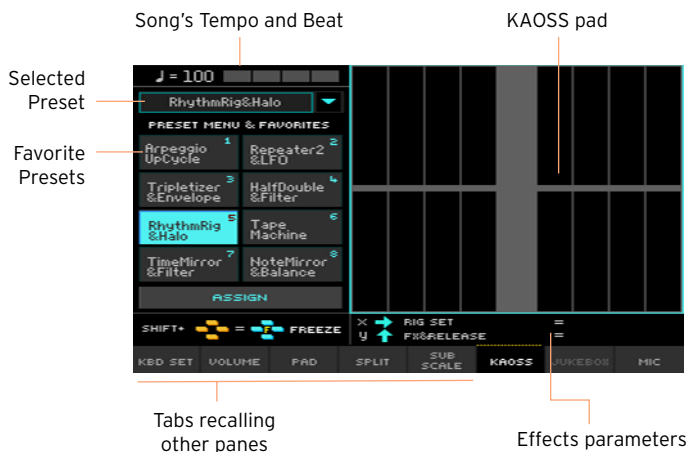 Song's Tempo and Beat
KAOSS pad
Selected
Preset
Favorite
Presets
♩ = 100
RhythmRig&Halo
PRESET MENU & FAVORITES
Arpeggio UpCycle 1
Repeater2 &LFO 2
Tripletizer &Envelope 3
HalfDouble &Filter 4
RhythmRig &Halo 5
Tape Machine 6
TimeMirror &Filter 7
NoteMirror &Balance 8
ASSIGN
SHIFT+ = F FREEZE
X RIG SET =
y FX&RELEASE =
KBD SET VOLUME PAD SPLIT SUB SCALE KAOSS JUKEBOX MIC
Tabs recalling
other panes
Effects parameters